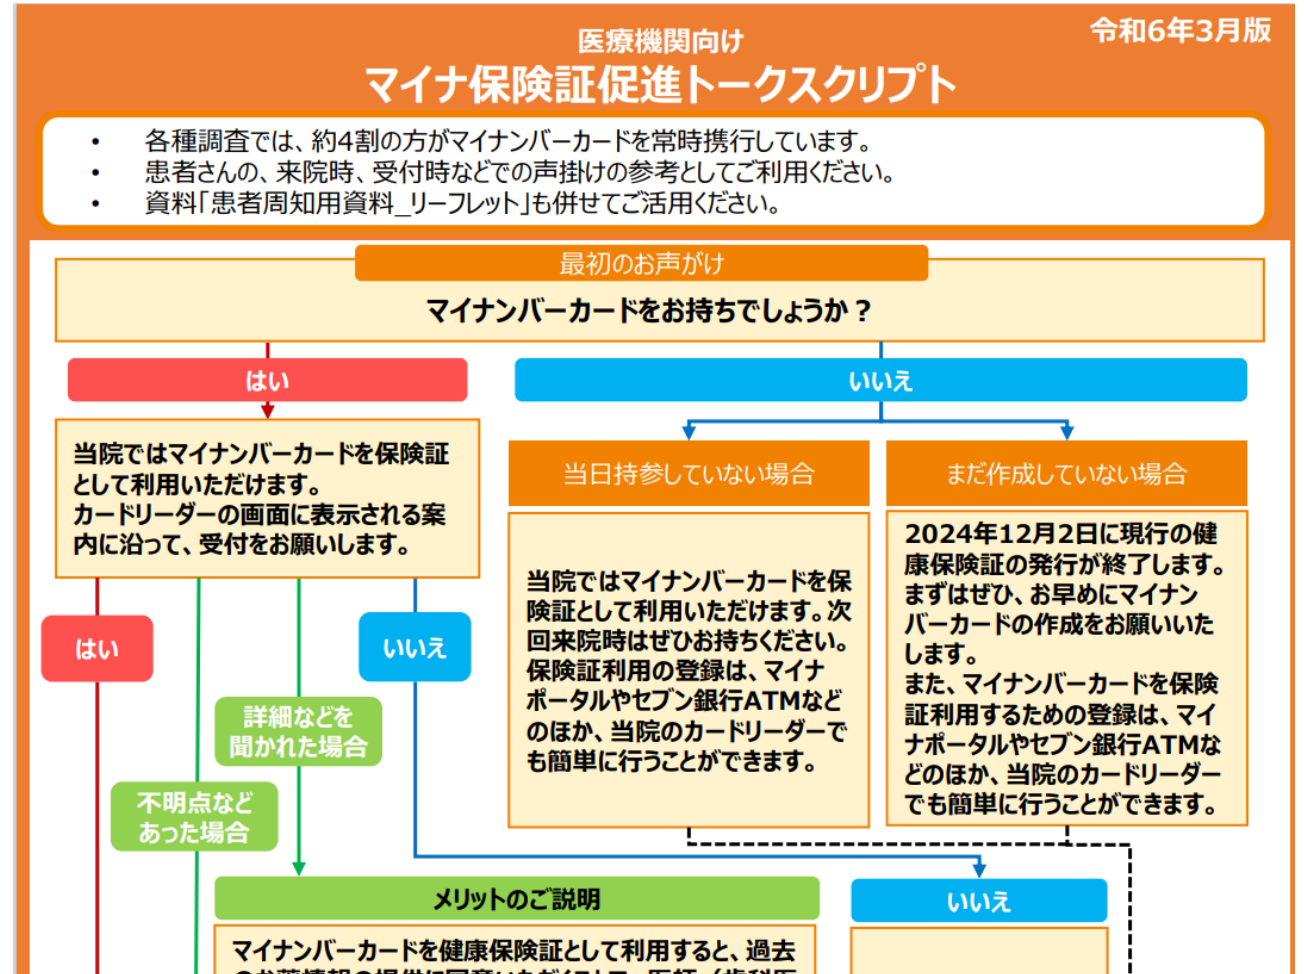 令和6年3月版
医療機関向け
マイナ保険証促進トークスクリプト
• 各種調査では、約4割の方がマイナンバーカードを常時携行しています。
• 患者さんの、来院時、受付時などでの声掛けの参考としてご利用ください。
• 資料「患者周知用資料_リーフレット」も併せてご活用ください。
最初のお声がけ
マイナンバーカードをお持ちでしょうか？
はい
いいえ
当院ではマイナンバーカードを保険証
として利用いただけます。
カードリーダーの画面に表示される案
内に沿って、受付をお願いします。
当日持参していない場合
当院ではマイナンバーカードを保
険証として利用いただけます。次
回来院時はぜひお持ちください。
保険証利用の登録は、マイナ
ポータルやセブン銀行ATMなど
のほか、当院のカードリーダーで
も簡単に行うことができます。
まだ作成していない場合
2024年12月2日に現行の健
康保険証の発行が終了します。
まずはぜひ、お早めにマイナン
バーカードの作成をお願いいた
します。
また、マイナンバーカードを保険
証利用するための登録は、マイ
ナポータルやセブン銀行ATMな
どのほか、当院のカードリーダー
でも簡単に行うことができます。
はい
いいえ
詳細などを
聞かれた場合
不明点など
あった場合
メリットのご説明
いいえ
マイナンバーカードを健康保険証として利用すると、過去